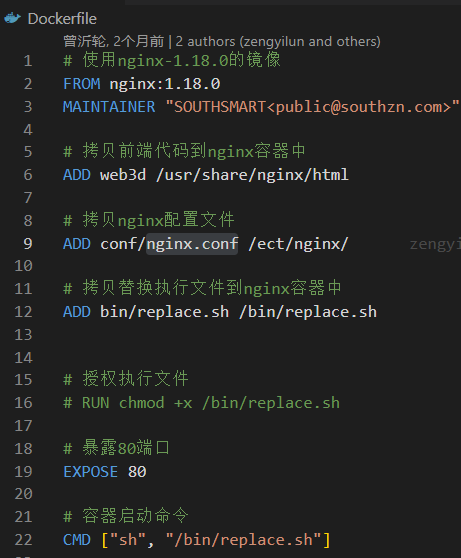 Dockerfile
曾沂轮, 2个月前 | 2 authors (zengyilun and others)
1 # 使用nginx-1.18.0的镜像
2 FROM nginx:1.18.0
3 MAINTAINER "SOUTHSMART<public@southzn.com>"
4
5 # 拷贝前端代码到nginx容器中
6 ADD web3d /usr/share/nginx/html
7
8 # 拷贝nginx配置文件
9 ADD conf/nginx.conf /ect/nginx/ zengyi
10
11 # 拷贝替换执行文件到nginx容器中
12 ADD bin/replace.sh /bin/replace.sh
13
14
15 # 授权执行文件
16 # RUN chmod +x /bin/replace.sh
17
18 # 暴露80端口
19 EXPOSE 80
20
21 # 容器启动命令
22 CMD ["sh", "/bin/replace.sh"]